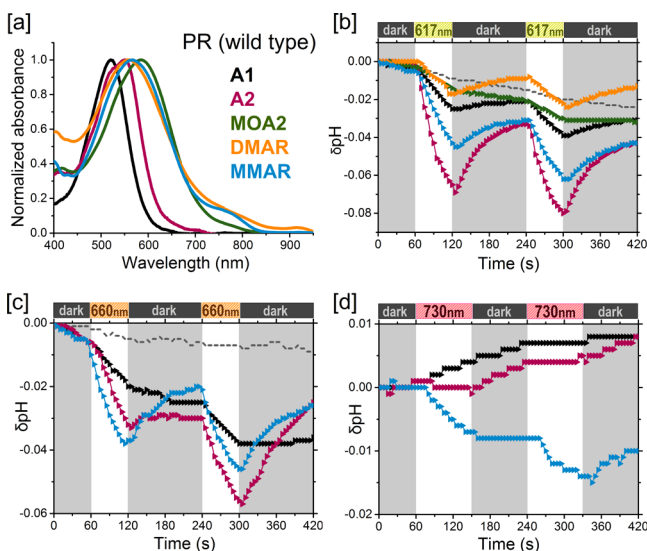 [a]
PR (wild type)
A1
A2
MOA2
DMAR
MMAR
Normalized absorbance
1.0
0.8
0.6
0.4
0.2
0.0
400 500 600 700 800 900
Wavelength (nm)
[b]
dark 617nm dark 617nm dark
δpH
0.00
-0.02
-0.04
-0.06
-0.08
0 60 120 180 240 300 360 420
Time (s)
[c]
dark 660nm dark 660nm dark
δpH
0.00
-0.02
-0.04
-0.06
0 60 120 180 240 300 360 420
Time (s)
[d]
dark 730nm dark 730nm dark
δpH
0.01
0.00
-0.01
-0.02
0 60 120 180 240 300 360 420
Time (s)